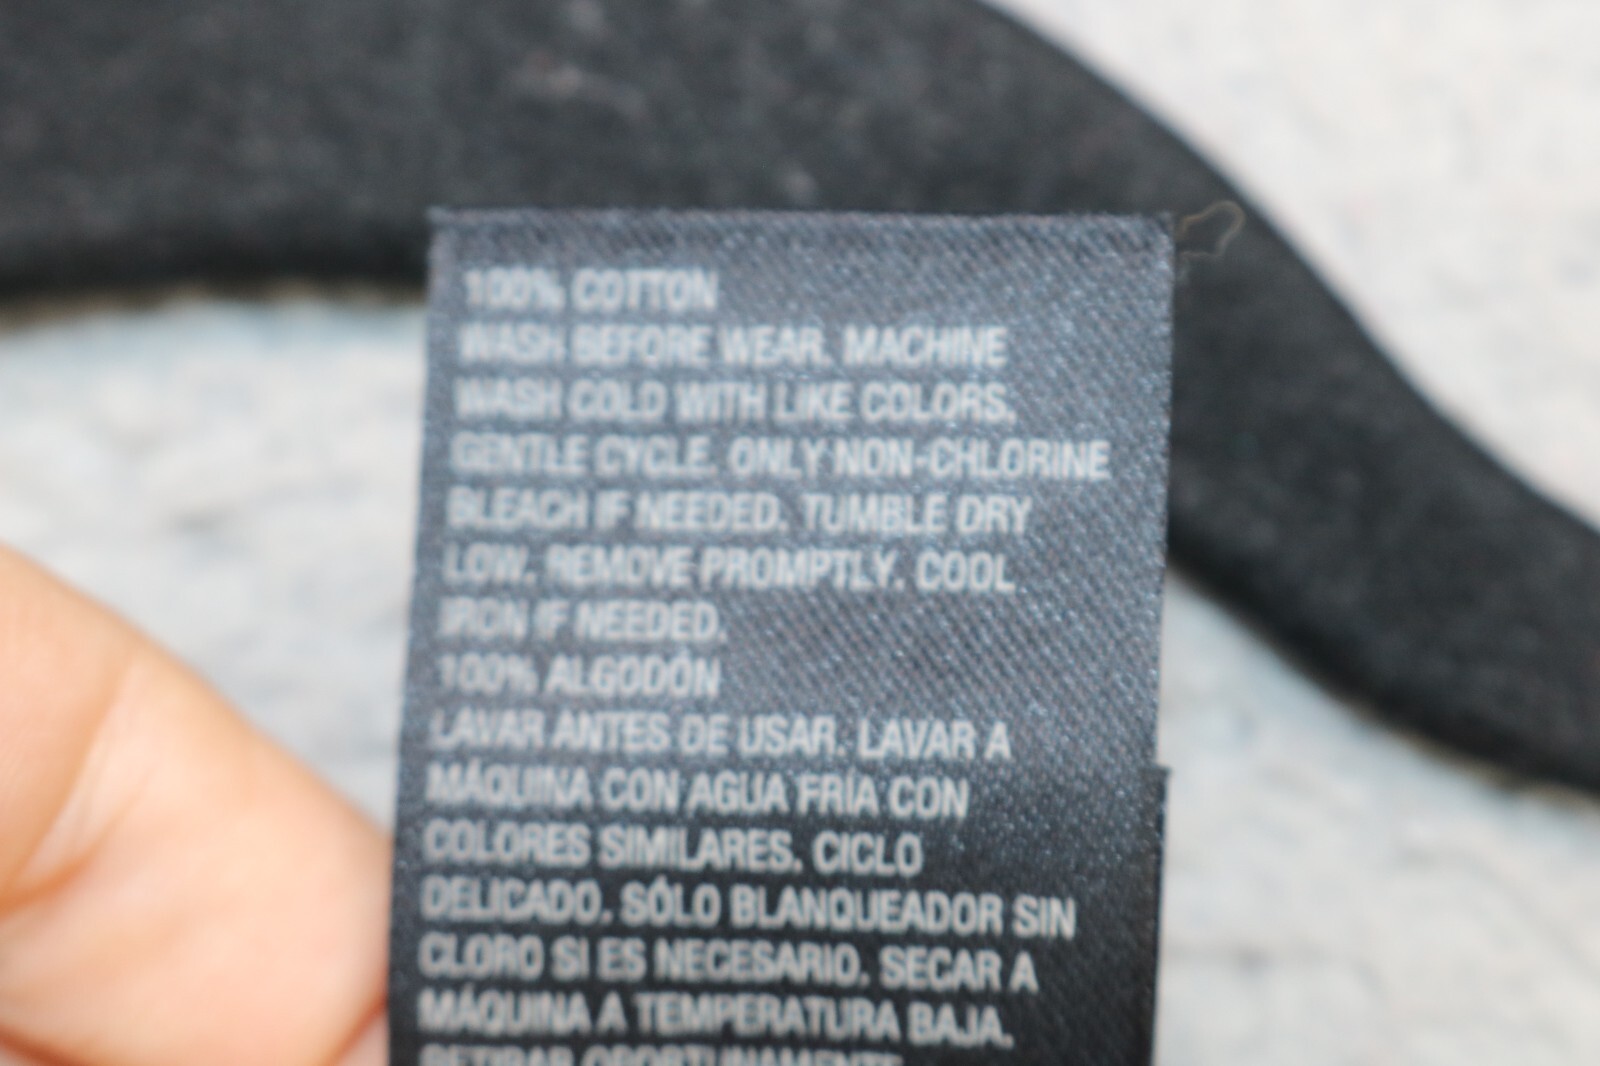 100% COTTON
WASH BEFORE WEAR. MACHINE
WASH COLD WITH LIKE COLORS.
GENTLE CYCLE. ONLY NON-CHLORINE
BLEACH IF NEEDED. TUMBLE DRY
LOW. REMOVE PROMPTLY. COOL
IRON IF NEEDED.
100% ALGODÓN
LAVAR ANTES DE USAR. LAVAR A
MÁQUINA CON AGUA FRÍA CON
COLORES SIMILARES. CICLO
DELICADO. SÓLO BLANQUEADOR SIN
CLORO SI ES NECESARIO. SECAR A
MÁQUINA A TEMPERATURA BAJA.
RETIRAR OPORTUNAMENTE